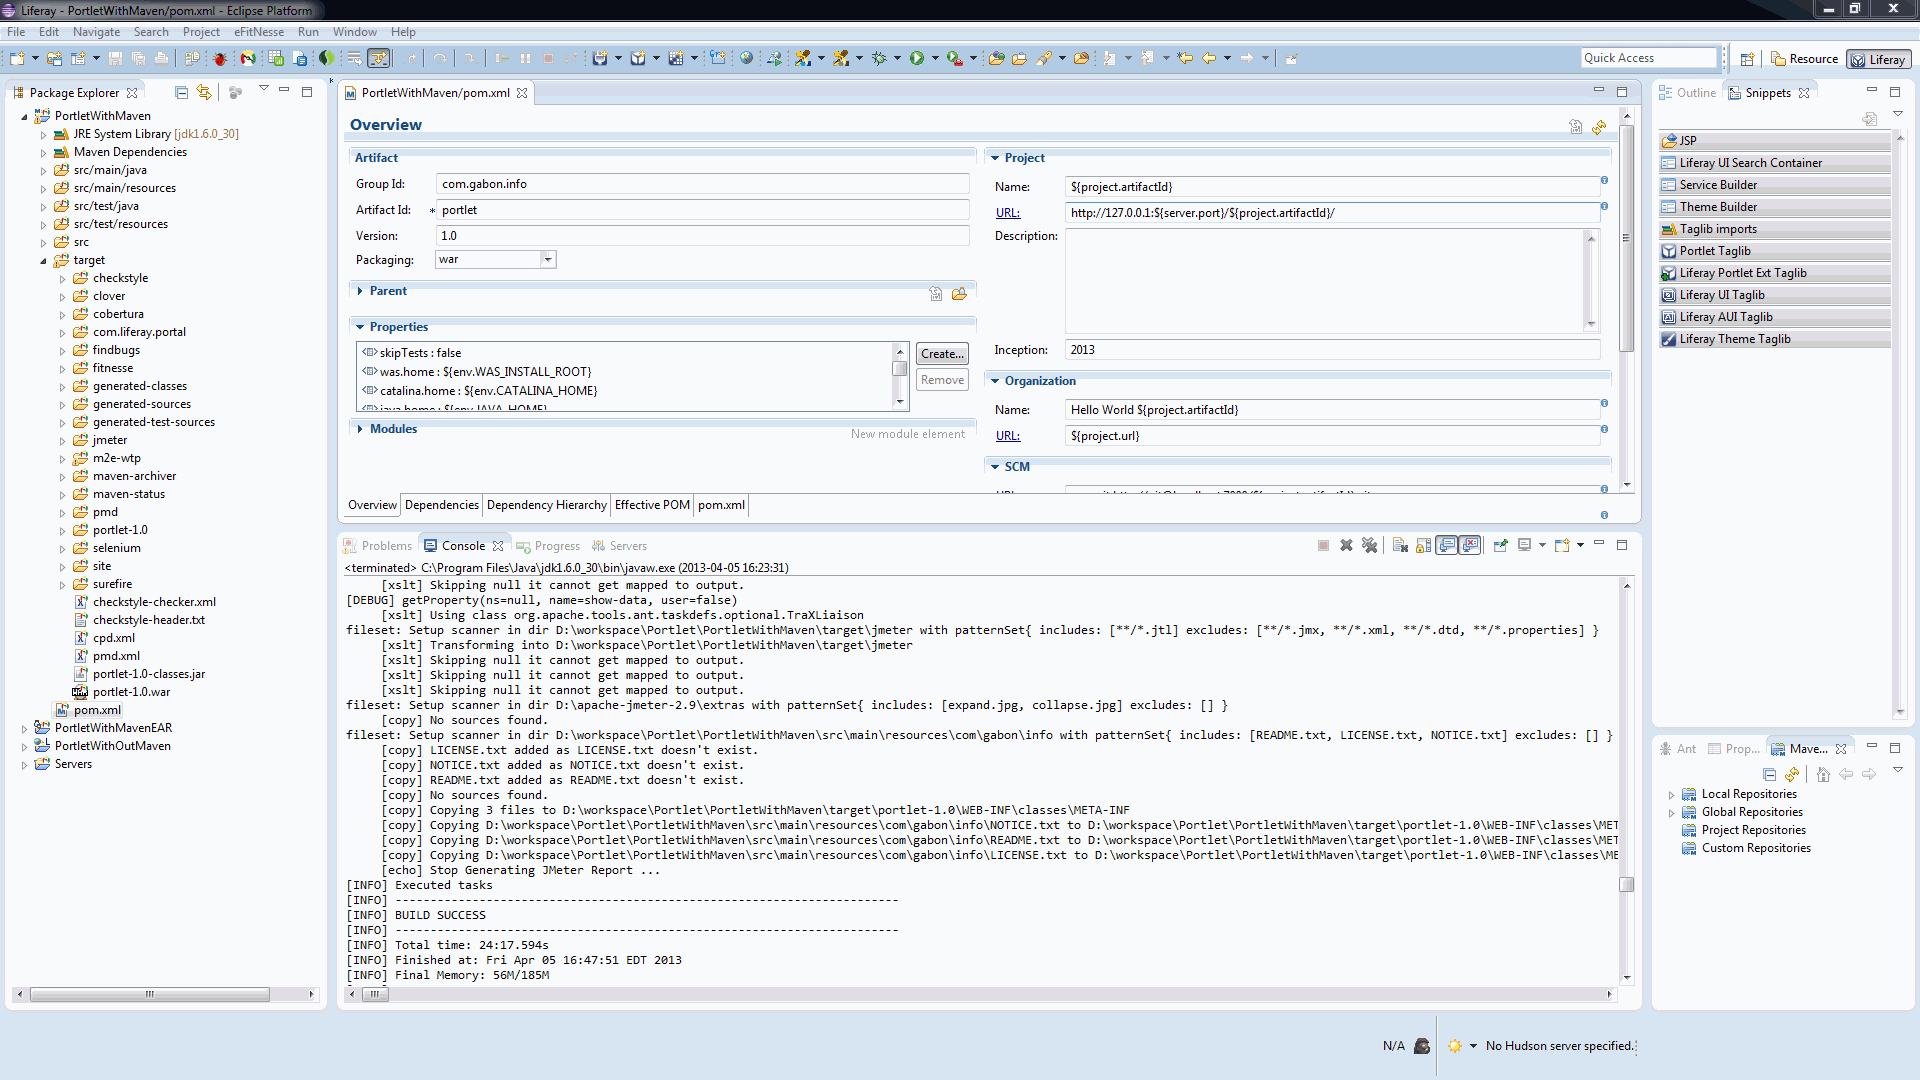 Liferay - PortletWithMaven/pom.xml - Eclipse Platform
File Edit Navigate Search Project eFitNesse Run Window Help
Quick Access
Resource
Liferay
Package Explorer
PortletWithMaven
JRE System Library [jdk1.6.0_30]
Maven Dependencies
src/main/java
src/main/resources
src/test/java
src/test/resources
src
target
checkstyle
clover
cobertura
com.liferay.portal
findbugs
fitnesse
generated-classes
generated-sources
generated-test-sources
jmeter
m2e-wtp
maven-archiver
maven-status
pmd
portlet-1.0
selenium
site
surefire
checkstyle-checker.xml
checkstyle-header.txt
cpd.xml
pmd.xml
portlet-1.0-classes.jar
portlet-1.0.war
pom.xml
PortletWithMavenEAR
PortletWithOutMaven
Servers
PortletWithMaven/pom.xml
Overview
Artifact
Group Id: com.gabon.info
Artifact Id: * portlet
Version: 1.0
Packaging: war
Parent
Properties
skipTests : false
was.home : ${env.WAS_INSTALL_ROOT}
catalina.home : ${env.CATALINA_HOME}
java.home : ${env.JAVA_HOME}
Create...
Remove
Modules
New module element
Project
Name: ${project.artifactId}
URL: http://127.0.0.1:${server.port}/${project.artifactId}/
Description:
Inception: 2013
Organization
Name: Hello World ${project.artifactId}
URL: ${project.url}
SCM
Overview Dependencies Dependency Hierarchy Effective POM pom.xml
Problems Console Progress Servers
<terminated> C:\Program Files\Java\jdk1.6.0_30\bin\javaw.exe (2013-04-05 16:23:31)
[xslt] Skipping null it cannot get mapped to output.
[DEBUG] getProperty(ns=null, name=show-data, user=false)
[xslt] Using class org.apache.tools.ant.taskdefs.optional.TraXLiaison
fileset: Setup scanner in dir D:\workspace\Portlet\PortletWithMaven\target\jmeter with patternSet{ includes: [**/*.jtl] excludes: [**/*.jmx, **/*.xml, **/*.dtd, **/*.properties] }
[xslt] Transforming into D:\workspace\Portlet\PortletWithMaven\target\jmeter
[xslt] Skipping null it cannot get mapped to output.
[xslt] Skipping null it cannot get mapped to output.
[xslt] Skipping null it cannot get mapped to output.
fileset: Setup scanner in dir D:\apache-jmeter-2.9\extras with patternSet{ includes: [expand.jpg, collapse.jpg] excludes: [] }
[copy] No sources found.
fileset: Setup scanner in dir D:\workspace\Portlet\PortletWithMaven\src\main\resources\com\gabon\info with patternSet{ includes: [README.txt, LICENSE.txt, NOTICE.txt] excludes: [] }
[copy] LICENSE.txt added as LICENSE.txt doesn't exist.
[copy] NOTICE.txt added as NOTICE.txt doesn't exist.
[copy] README.txt added as README.txt doesn't exist.
[copy] No sources found.
[copy] Copying 3 files to D:\workspace\Portlet\PortletWithMaven\target\portlet-1.0\WEB-INF\classes\META-INF
[copy] Copying D:\workspace\Portlet\PortletWithMaven\src\main\resources\com\gabon\info\NOTICE.txt to D:\workspace\Portlet\PortletWithMaven\target\portlet-1.0\WEB-INF\classes\MET
[copy] Copying D:\workspace\Portlet\PortletWithMaven\src\main\resources\com\gabon\info\README.txt to D:\workspace\Portlet\PortletWithMaven\target\portlet-1.0\WEB-INF\classes\MET
[copy] Copying D:\workspace\Portlet\PortletWithMaven\src\main\resources\com\gabon\info\LICENSE.txt to D:\workspace\Portlet\PortletWithMaven\target\portlet-1.0\WEB-INF\classes\ME
[echo] Stop Generating JMeter Report ...
[INFO] Executed tasks
[INFO] ------------------------------------------------------------------------
[INFO] BUILD SUCCESS
[INFO] ------------------------------------------------------------------------
[INFO] Total time: 24:17.594s
[INFO] Finished at: Fri Apr 05 16:47:51 EDT 2013
[INFO] Final Memory: 56M/185M
Outline Snippets
JSP
Liferay UI Search Container
Service Builder
Theme Builder
Taglib imports
Portlet Taglib
Liferay Portlet Ext Taglib
Liferay UI Taglib
Liferay AUI Taglib
Liferay Theme Taglib
Ant Prop... Mave...
Local Repositories
Global Repositories
Project Repositories
Custom Repositories
N/A
No Hudson server specified.